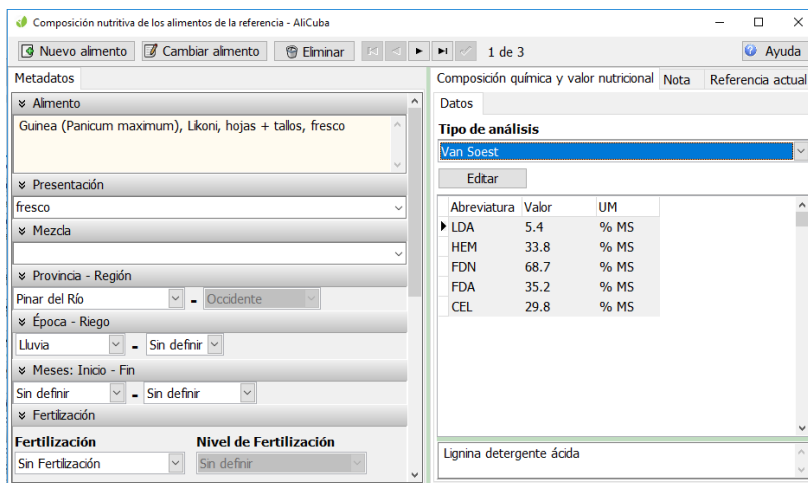 Composición nutritiva de los alimentos de la referencia - AliCuba
Nuevo alimento Cambiar alimento Eliminar 1 de 3 Ayuda
Metadatos
Alimento
Guinea (Panicum maximum), Likoni, hojas + tallos, fresco
Presentación
fresco
Mezcla
Provincia - Región
Pinar del Río - Occidente
Época - Riego
Lluvia - Sin definir
Meses: Inicio - Fin
Sin definir - Sin definir
Fertilización
Fertilización Nivel de Fertilización
Sin Fertilización Sin definir
Composición química y valor nutricional Nota Referencia actual
Datos
Tipo de análisis
Van Soest
Editar
Abreviatura Valor UM
LDA 5.4 % MS
HEM 33.8 % MS
FDN 68.7 % MS
FDA 35.2 % MS
CEL 29.8 % MS
Lignina detergente ácida